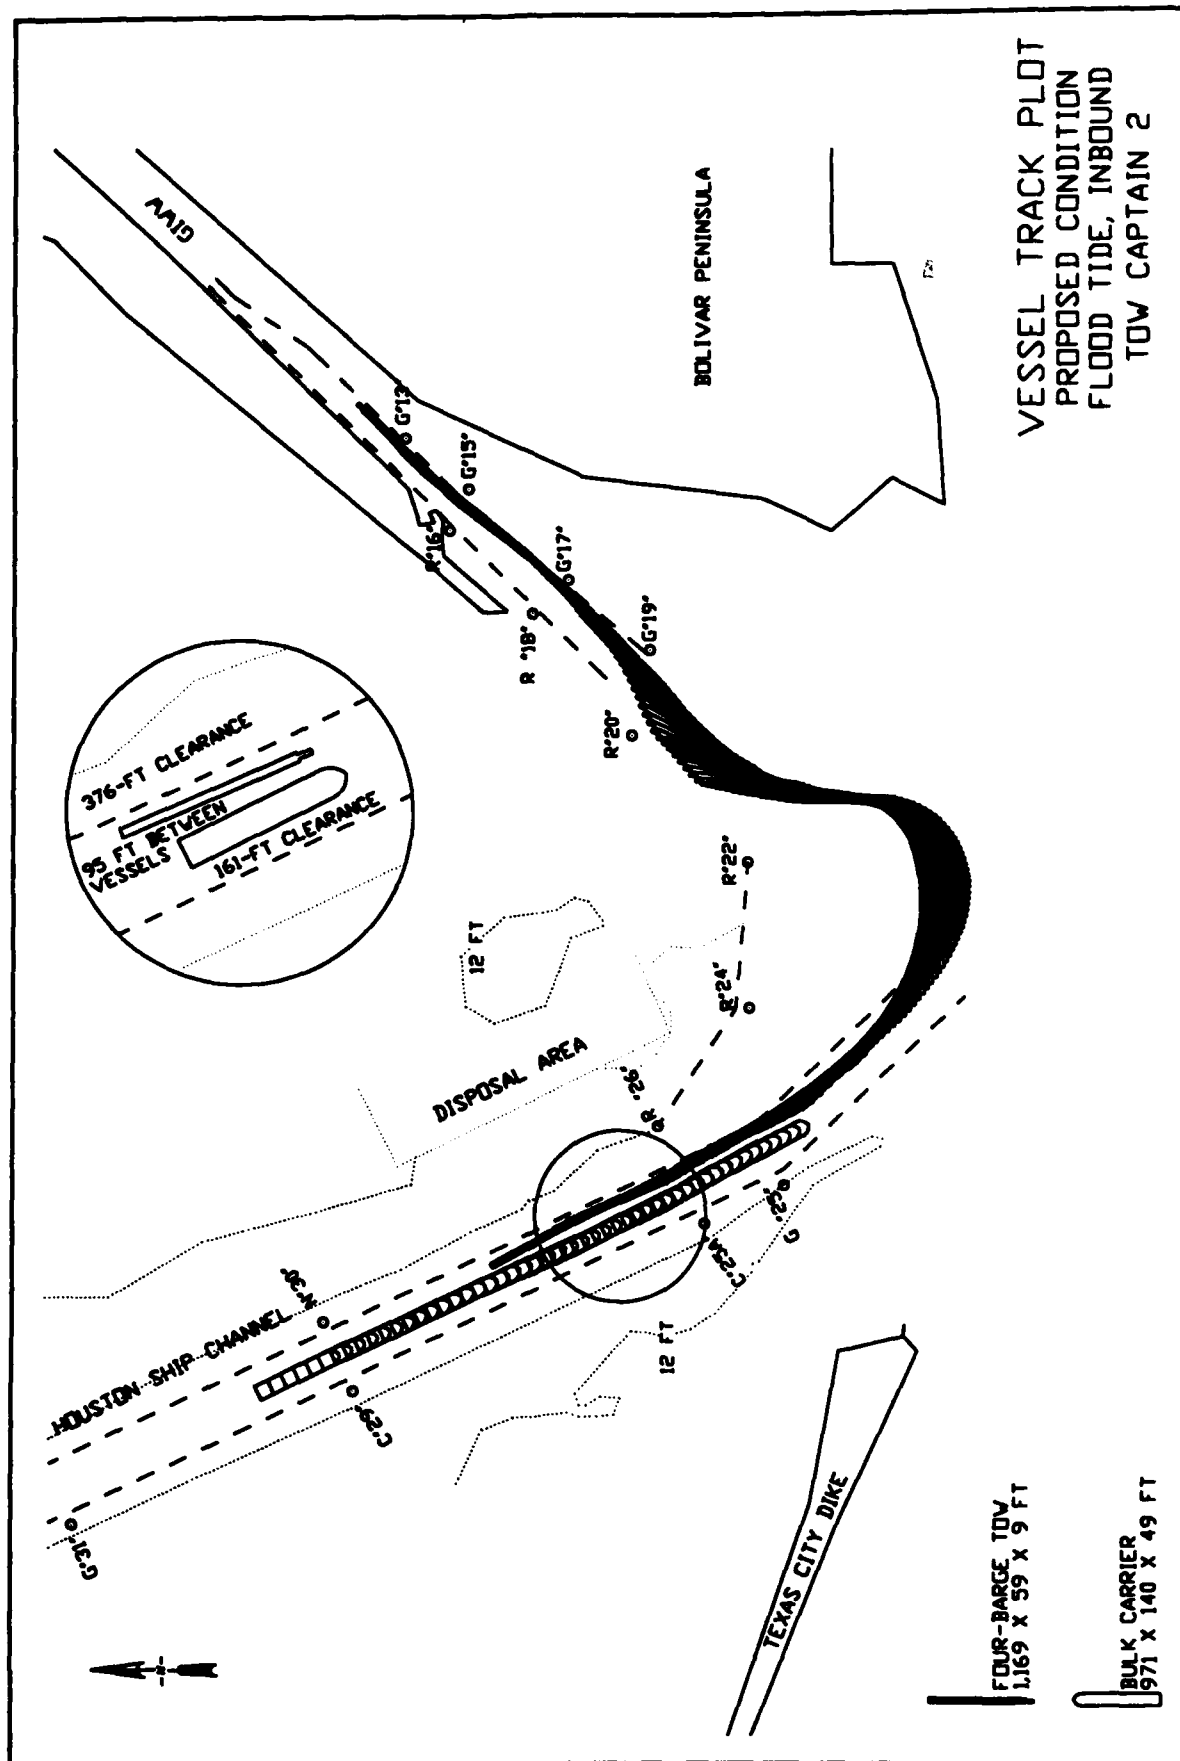 VESSEL TRACK PLOT
PROPOSED CONDITION
FLOOD TIDE, INBOUND
TOW CAPTAIN 2
GIWW
BOLIVAR PENINSULA
G"13"
G"15"
R"16"
G"17"
R "18"
G"19"
R"20"
R"22"
R"24"
R "26"
376-FT CLEARANCE
95 FT BETWEEN
VESSELS
161-FT CLEARANCE
12 FT
DISPOSAL AREA
HOUSTON SHIP CHANNEL
N"30"
C"29"
G"31"
C"25A"
G "25"
12 FT
TEXAS CITY DIKE
N
FOUR-BARGE TOW
1,169 X 59 X 9 FT
BULK CARRIER
971 X 140 X 49 FT